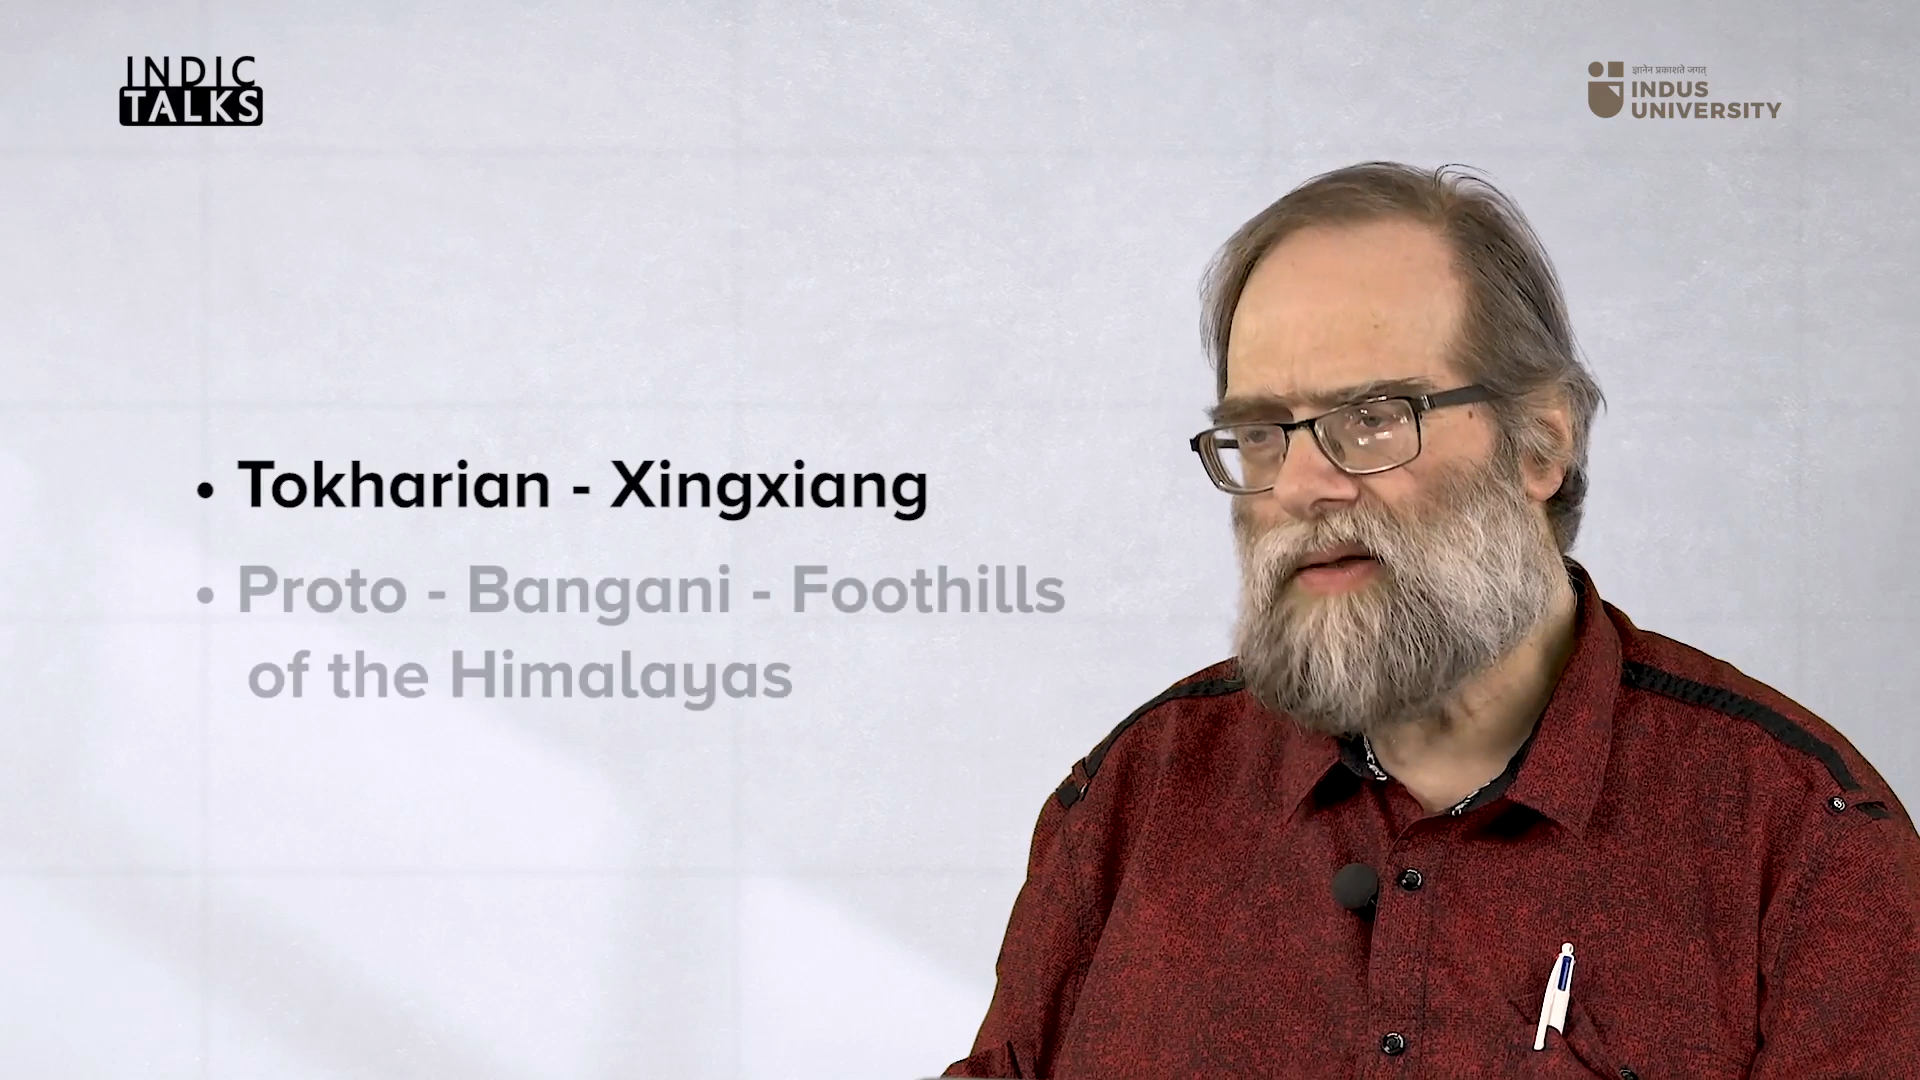 INDIC
TALKS
ज्ञानेन प्रकाशते जगत्
INDUS
UNIVERSITY
• Tokharian - Xingxiang
• Proto - Bangani - Foothills
of the Himalayas